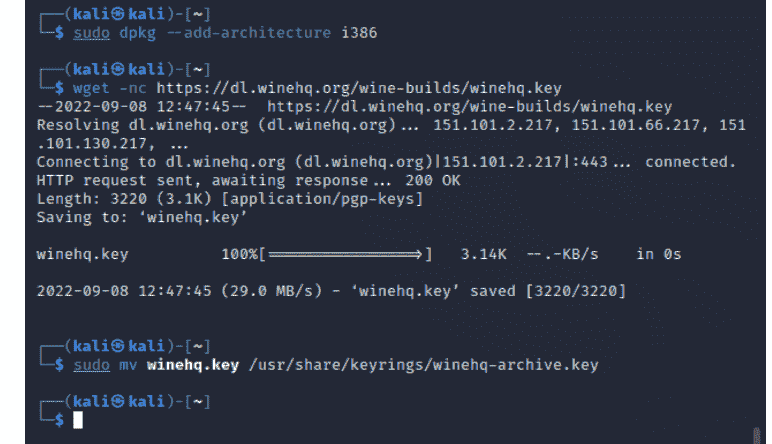 ┌──(kali㉿kali)-[~]
└─$ sudo dpkg --add-architecture i386
┌──(kali㉿kali)-[~]
└─$ wget -nc https://dl.winehq.org/wine-builds/winehq.key
--2022-09-08 12:47:45--  https://dl.winehq.org/wine-builds/winehq.key
Resolving dl.winehq.org (dl.winehq.org)... 151.101.2.217, 151.101.66.217, 151
.101.130.217, ...
Connecting to dl.winehq.org (dl.winehq.org)|151.101.2.217|:443... connected.
HTTP request sent, awaiting response... 200 OK
Length: 3220 (3.1K) [application/pgp-keys]
Saving to: ‘winehq.key’
winehq.key          100%[===================>]   3.14K  --.-KB/s    in 0s
2022-09-08 12:47:45 (29.0 MB/s) - ‘winehq.key’ saved [3220/3220]
┌──(kali㉿kali)-[~]
└─$ sudo mv winehq.key /usr/share/keyrings/winehq-archive.key
┌──(kali㉿kali)-[~]
└─$